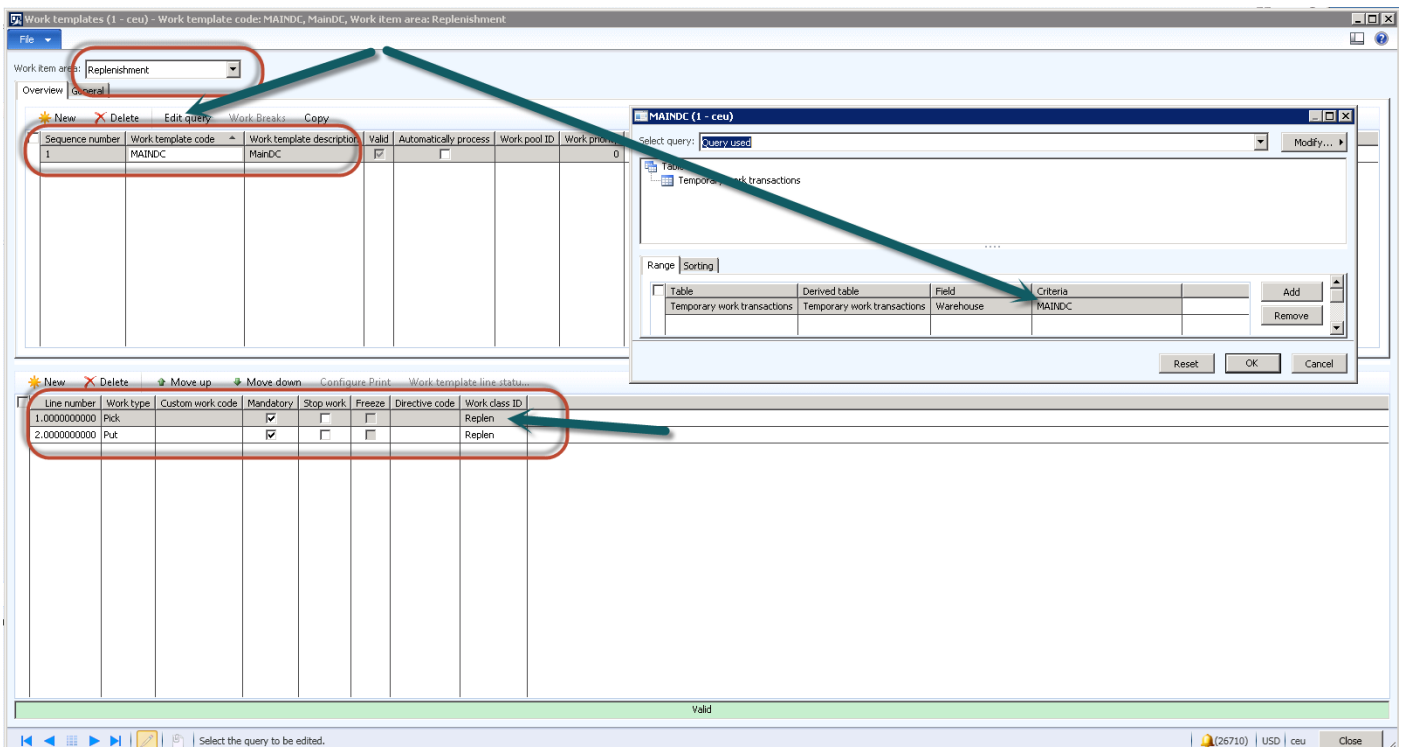 Work templates (1 - ceu) - Work template code: MAINDC, MainDC, Work item area: Replenishment
File
Work item area: Replenishment
Overview General
New Delete Edit query Work Breaks Copy
Sequence number Work template code Work template description Valid Automatically process Work pool ID Work
1 MAINDC MainDC 0
MAINDC (1 - ceu)
Select query: Query used Modify...
Temporary work transactions
Range Sorting
Table Derived table Field Criteria
Temporary work transactions Temporary work transactions Warehouse MAINDC
Add
Remove
Reset OK Cancel
New Delete Move up Move down Configure Print Work template line statu...
Line number Work type Custom work code Mandatory Stop work Freeze Directive code Work class ID
1.0000000000 Pick Replen
2.0000000000 Put Replen
Valid
Select the query to be edited. (26710) USD ceu Close